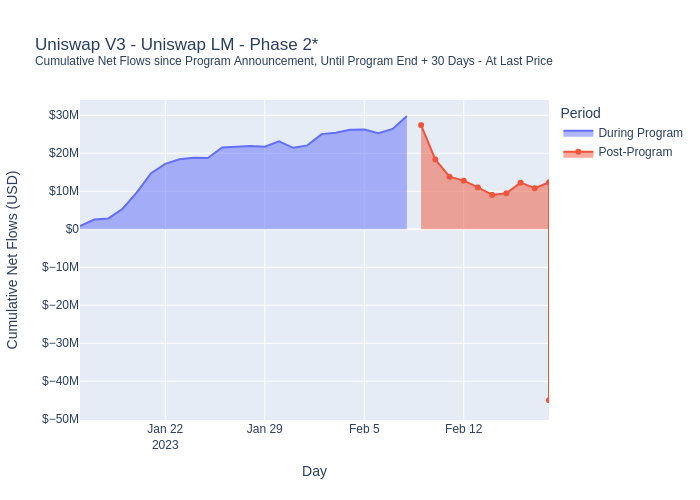 Uniswap V3 - Uniswap LM - Phase 2*
Cumulative Net Flows since Program Announcement, Until Program End + 30 Days - At Last Price
Period
During Program
Post-Program
$30M
$20M
$10M
$0
$−10M
$−20M
$−30M
$−40M
$−50M
Cumulative Net Flows (USD)
Jan 22
2023
Jan 29
Feb 5
Feb 12
Day